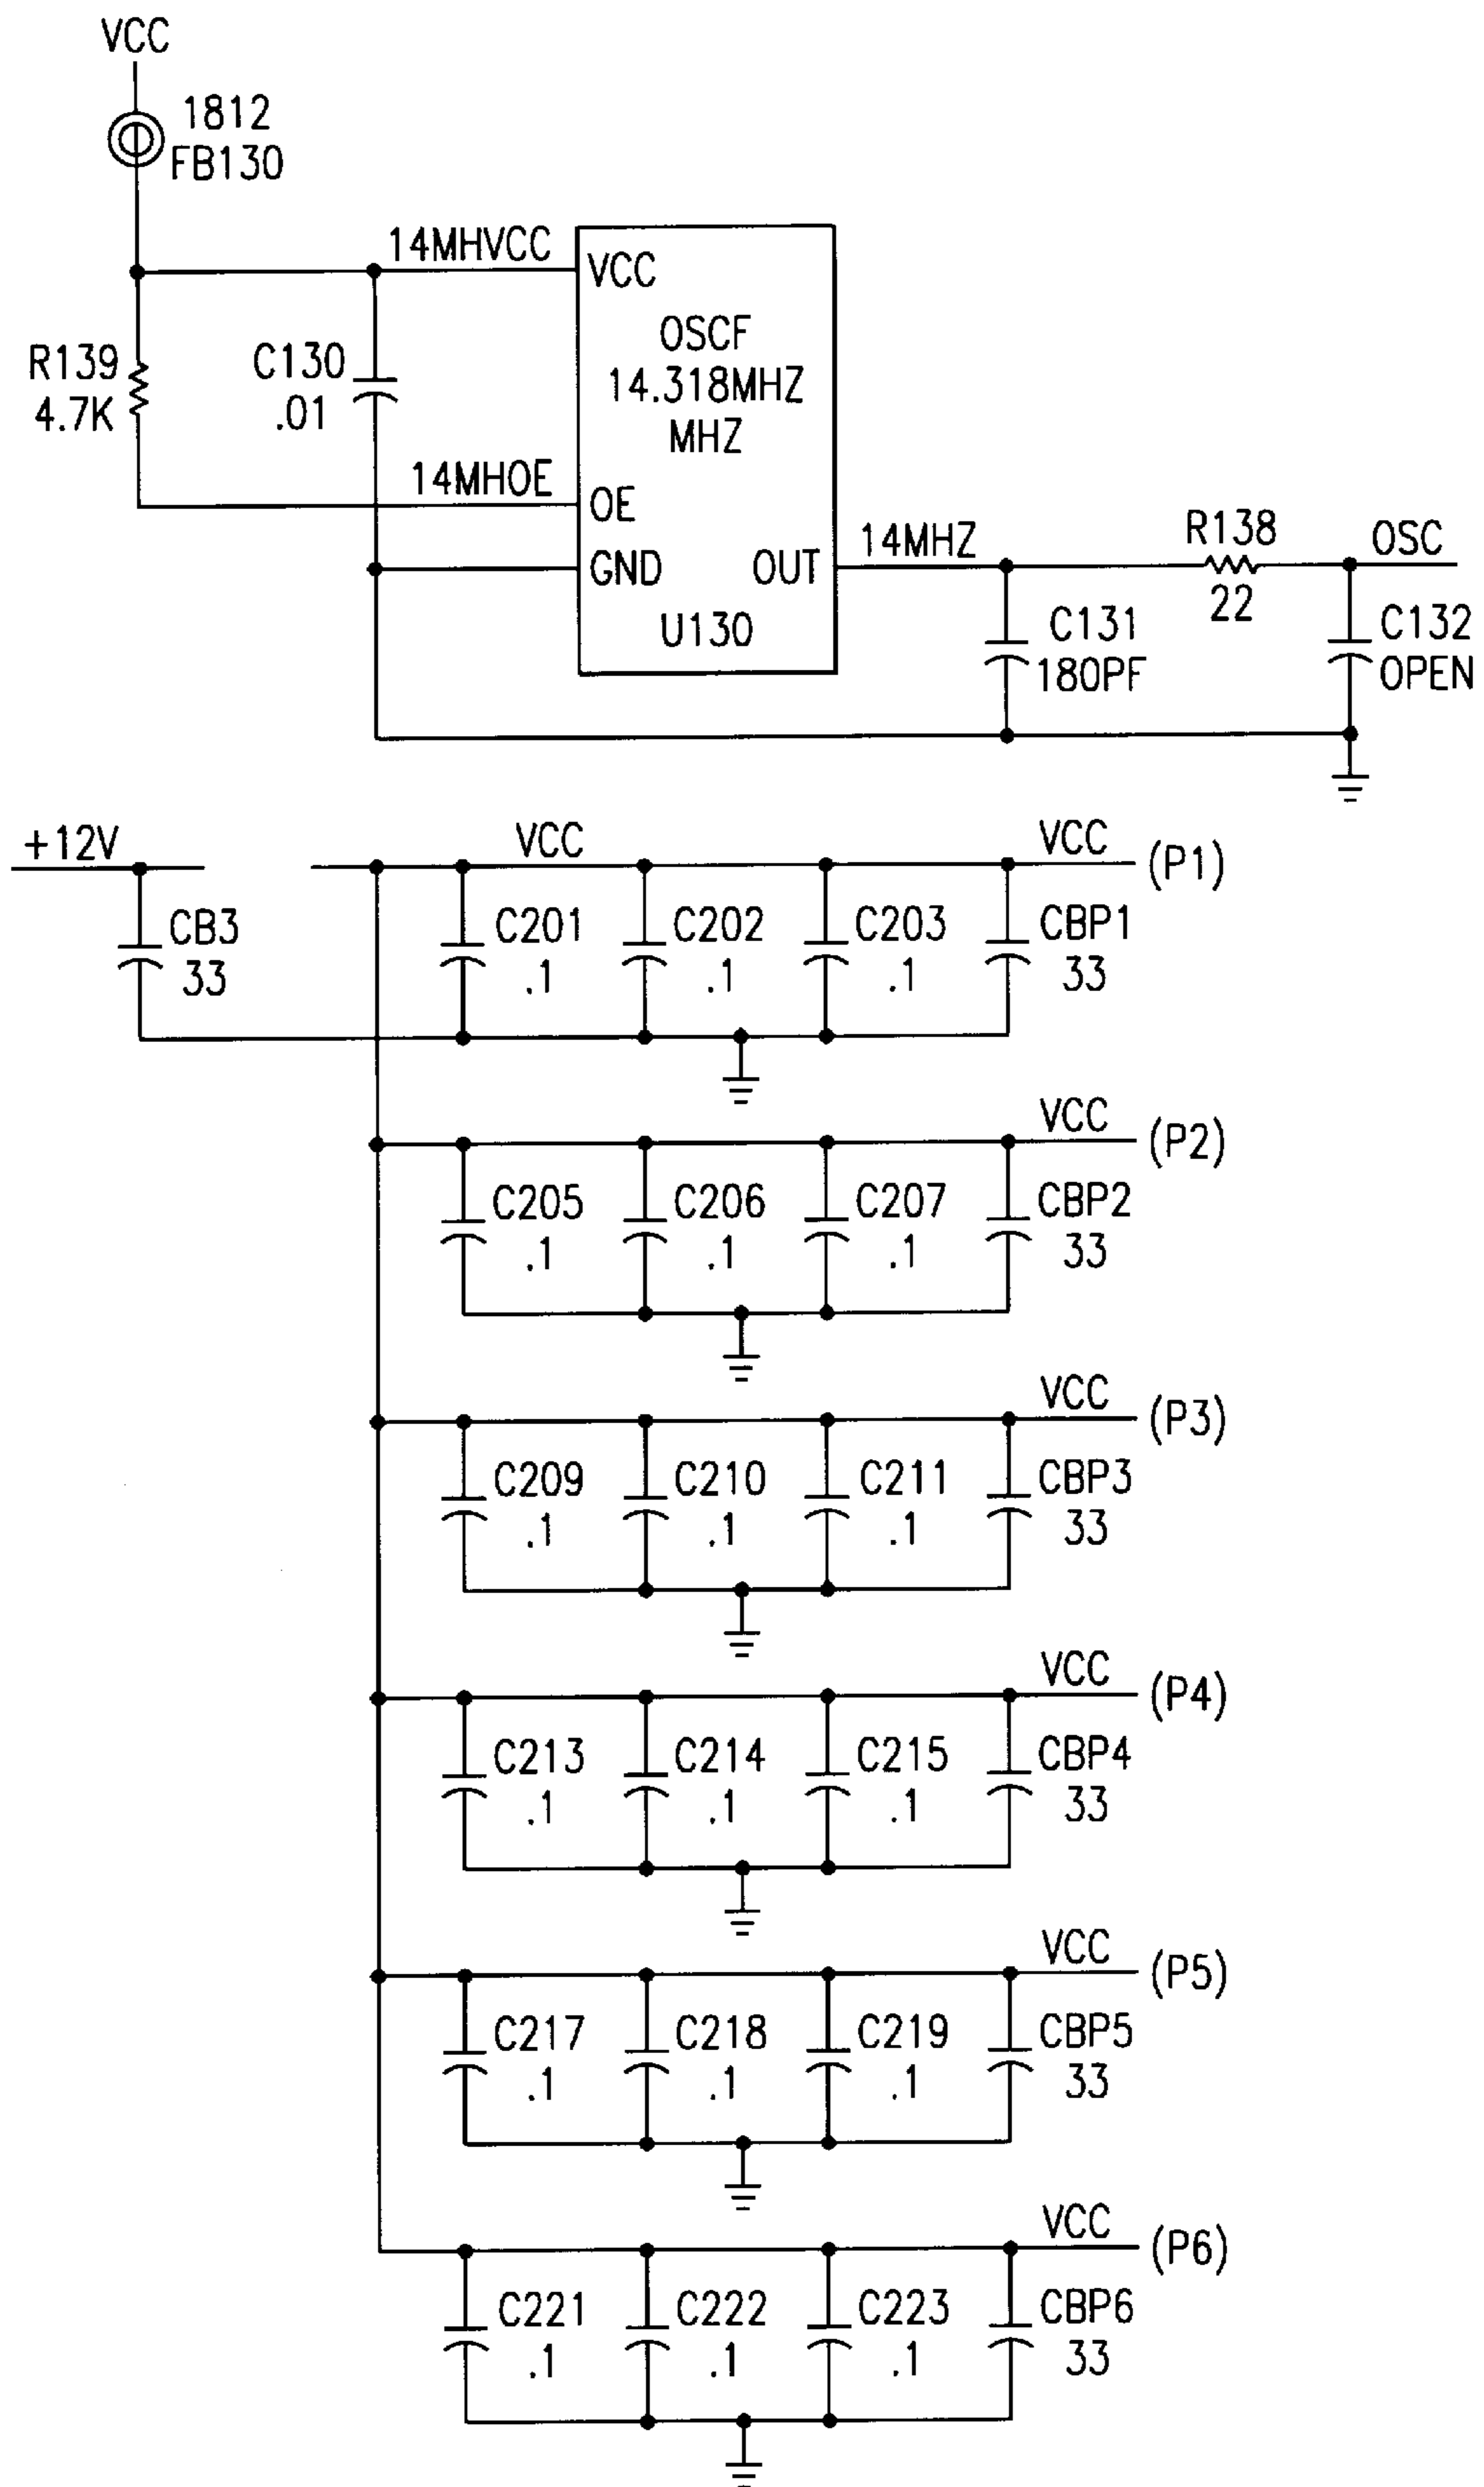 VCC
1812
FB130
14MHVCC
VCC
OSCF
14.318MHZ
MHZ
R139
4.7K
C130
.01
14MHOE
OE
GND
OUT
U130
14MHZ
R138
22
OSC
C131
180PF
C132
OPEN
+12V
VCC
VCC
(P1)
CB3
33
C201
.1
C202
.1
C203
.1
CBP1
33
VCC
(P2)
C205
.1
C206
.1
C207
.1
CBP2
33
VCC
(P3)
C209
.1
C210
.1
C211
.1
CBP3
33
VCC
(P4)
C213
.1
C214
.1
C215
.1
CBP4
33
VCC
(P5)
C217
.1
C218
.1
C219
.1
CBP5
33
VCC
(P6)
C221
.1
C222
.1
C223
.1
CBP6
33